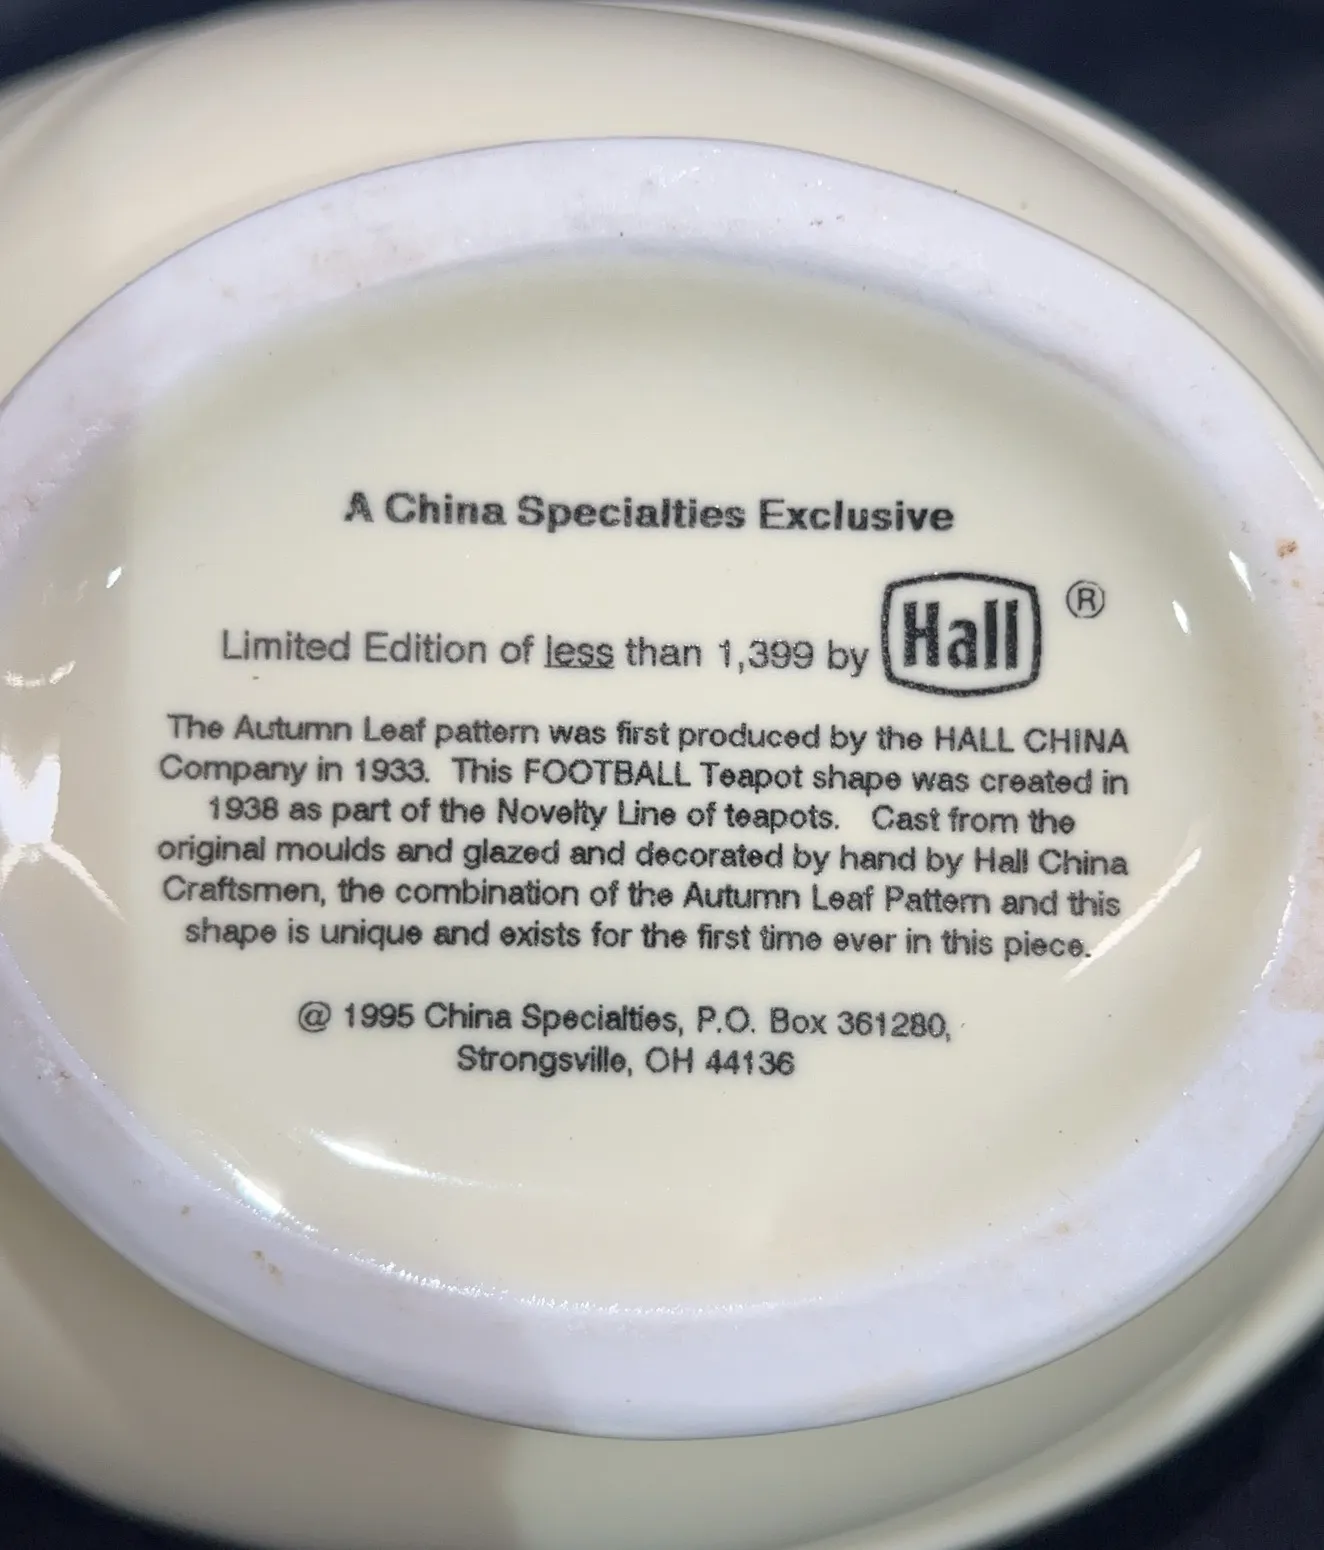 A China Specialties Exclusive
Limited Edition of less than 1,399 by Hall ®
The Autumn Leaf pattern was first produced by the HALL CHINA
Company in 1933. This FOOTBALL Teapot shape was created in
1938 as part of the Novelty Line of teapots. Cast from the
original moulds and glazed and decorated by hand by Hall China
Craftsmen, the combination of the Autumn Leaf Pattern and this
shape is unique and exists for the first time ever in this piece.
@ 1995 China Specialties, P.O. Box 361280,
Strongsville, OH 44136